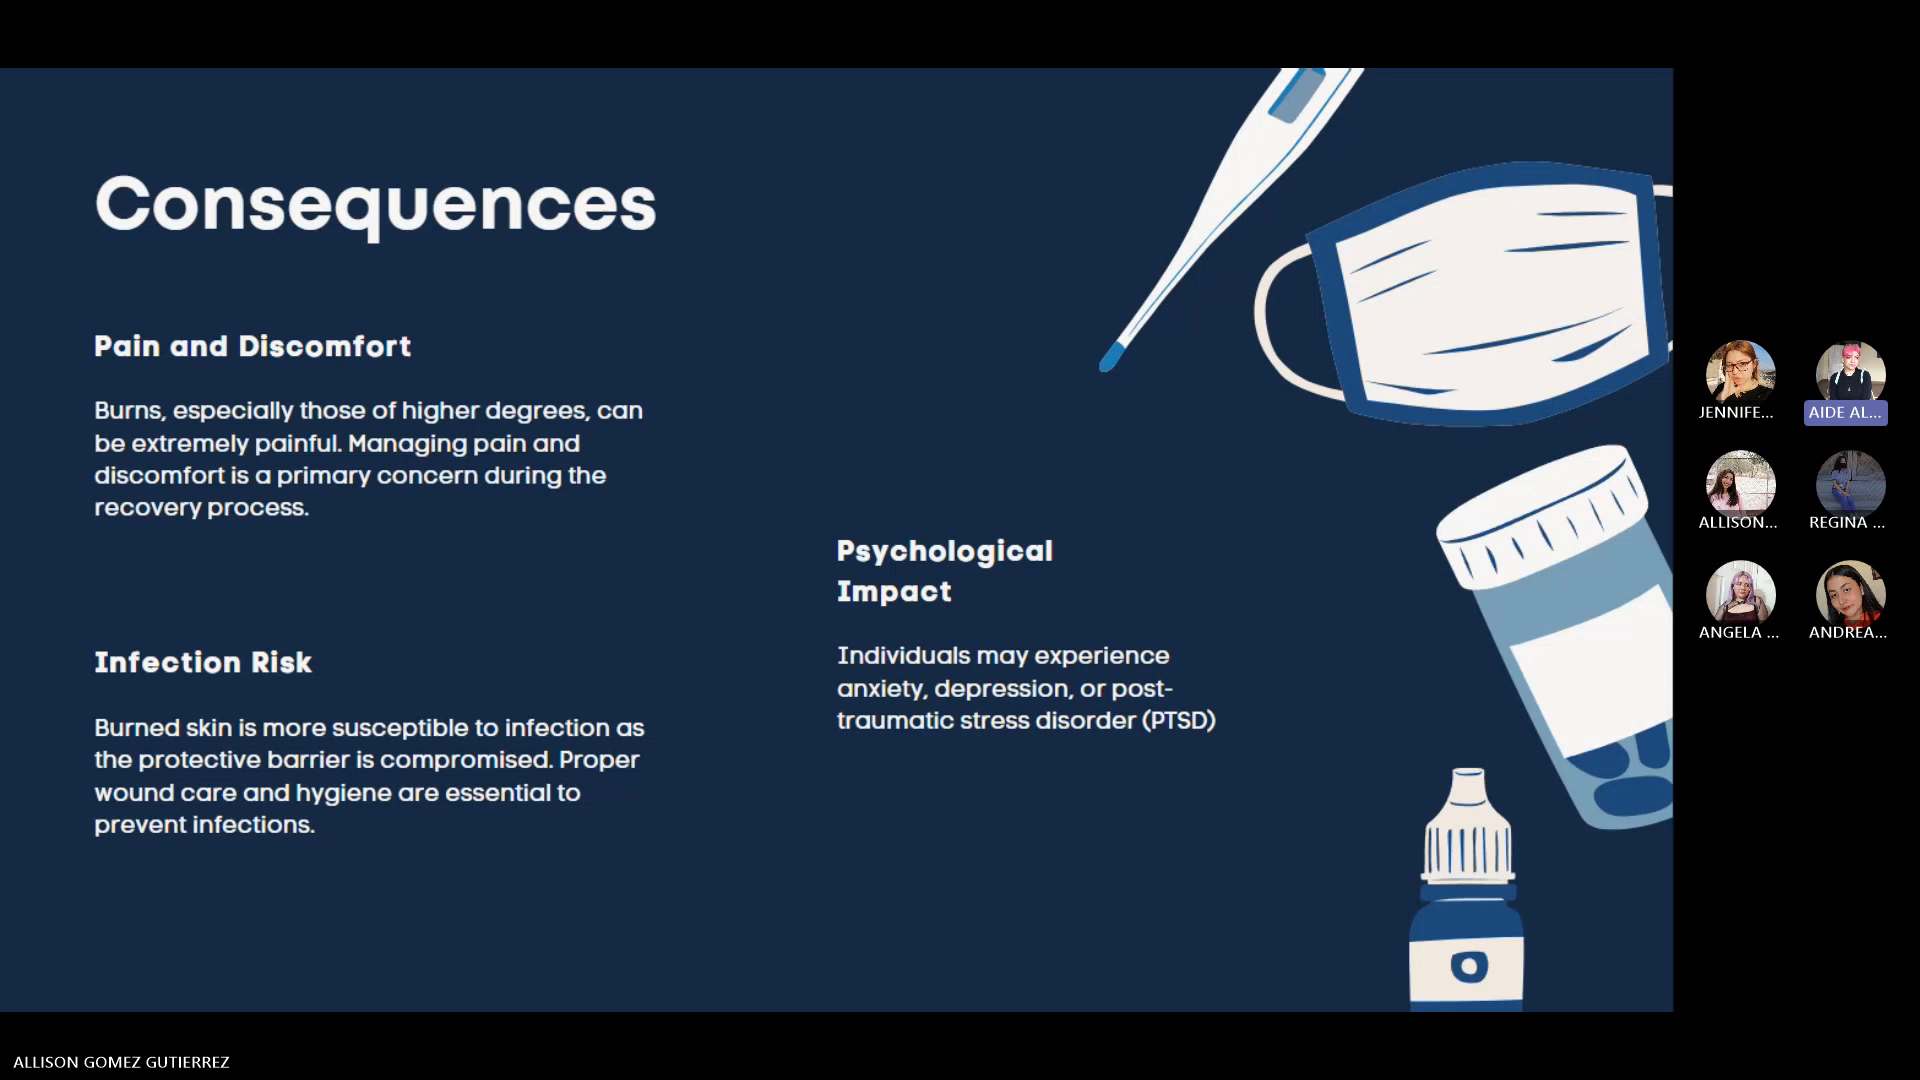 Consequences
Pain and Discomfort
Burns, especially those of higher degrees, can
be extremely painful. Managing pain and
discomfort is a primary concern during the
recovery process.
Infection Risk
Burned skin is more susceptible to infection as
the protective barrier is compromised. Proper
wound care and hygiene are essential to
prevent infections.
Psychological
Impact
Individuals may experience
anxiety, depression, or post-
traumatic stress disorder (PTSD)
JENNIFE...
AIDE AL...
ALLISON...
REGINA ...
ANGELA ...
ANDREA...
ALLISON GOMEZ GUTIERREZ